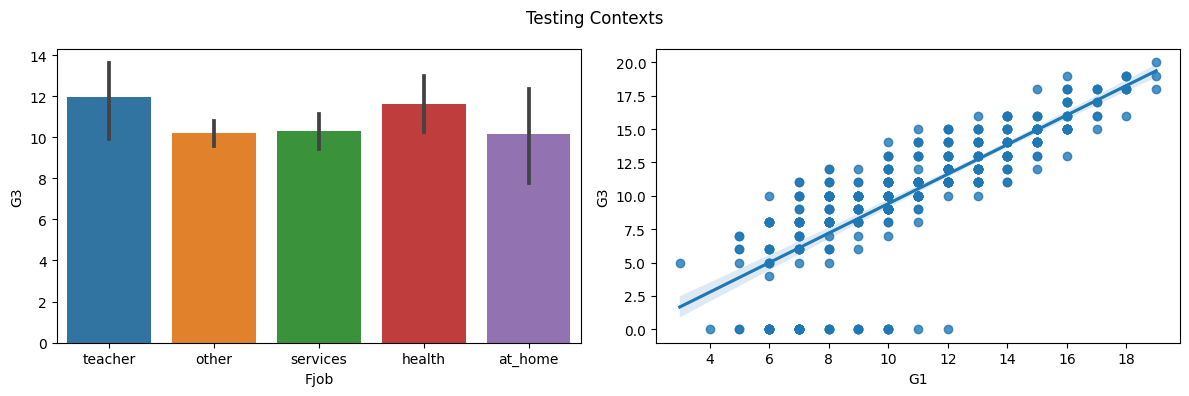 Testing Contexts
G3
14
12
10
8
6
4
2
0
teacher other services health at_home
Fjob
G3
20.0
17.5
15.0
12.5
10.0
7.5
5.0
2.5
0.0
4 6 8 10 12 14 16 18
G1